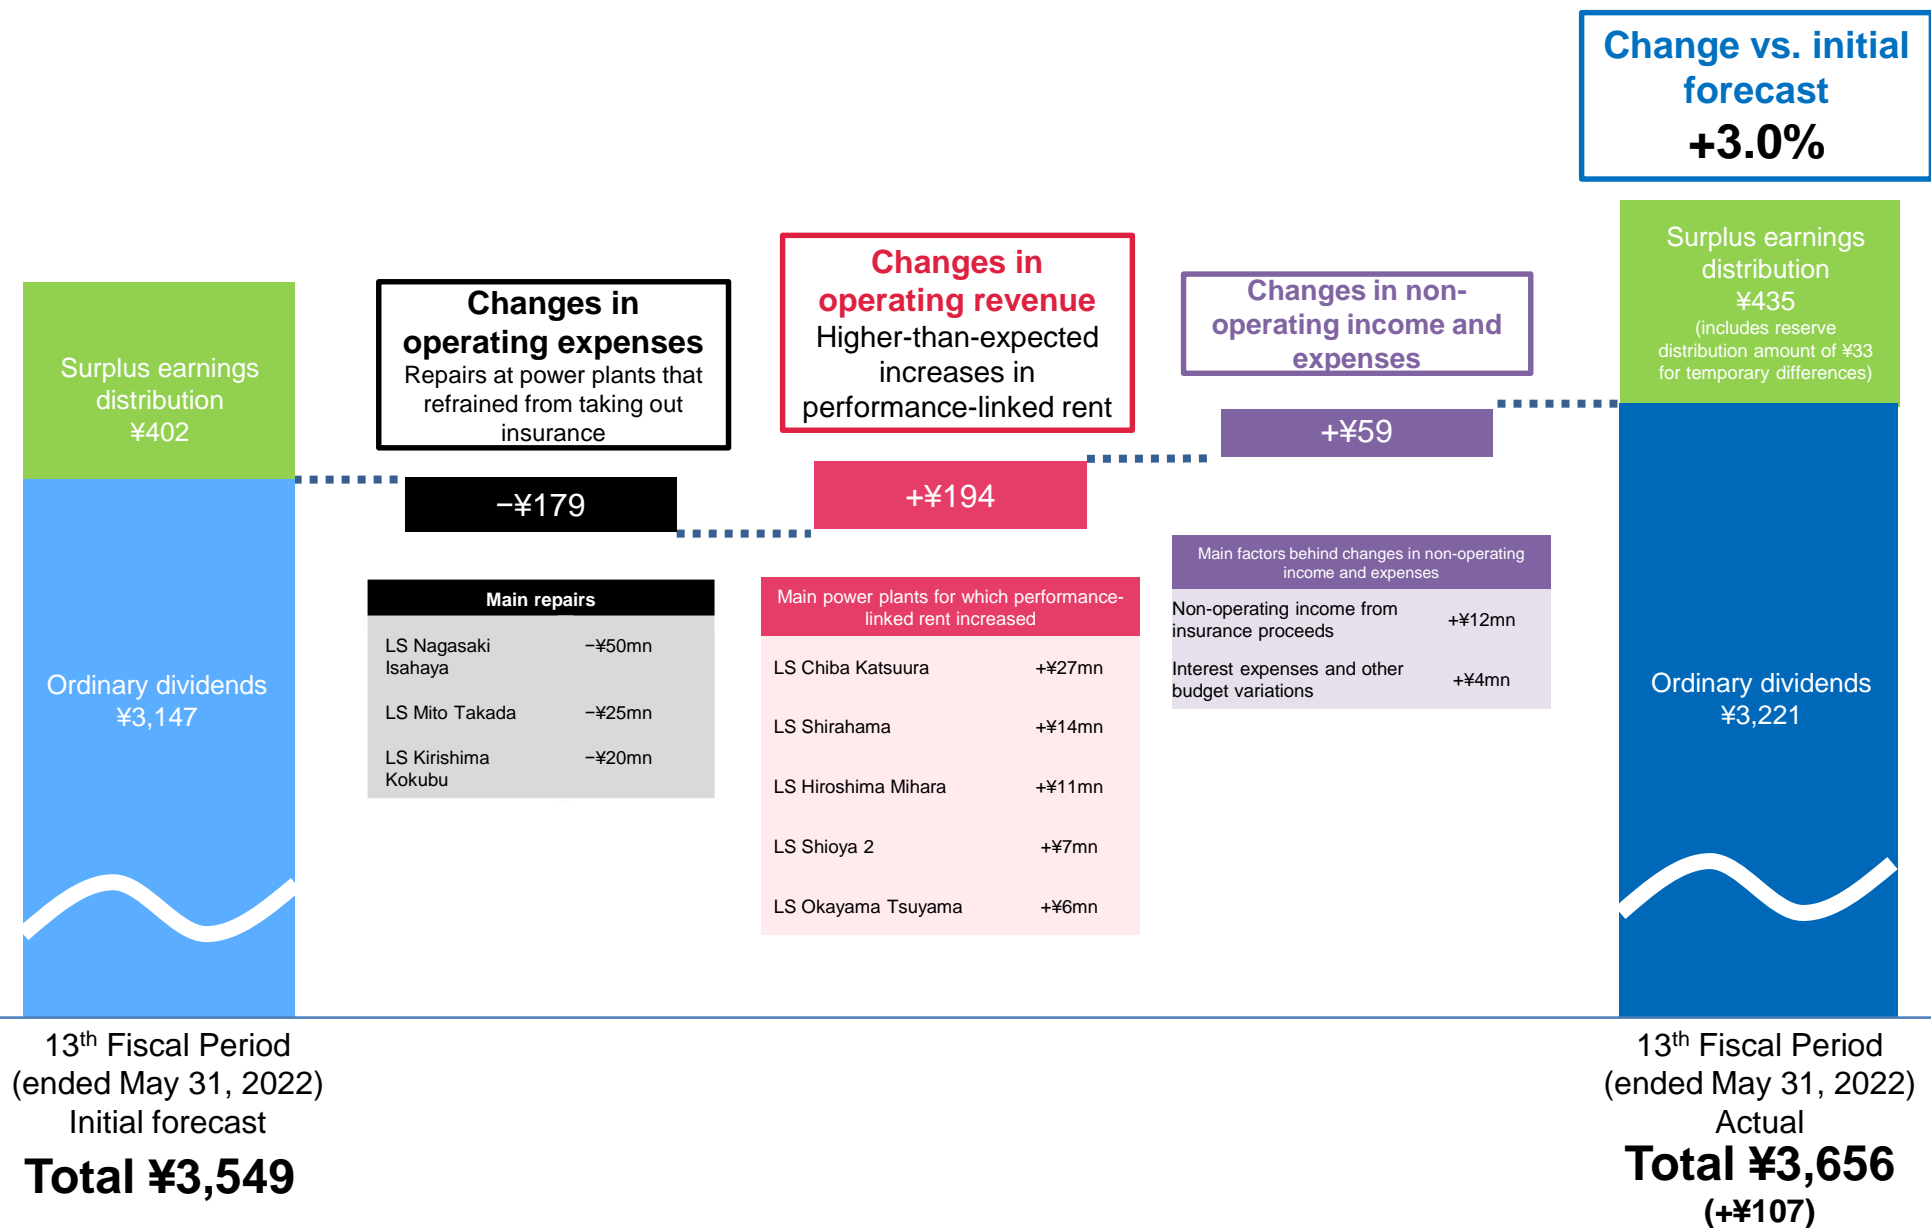 Change vs. initial
forecast
+3.0%
Surplus earnings
distribution
¥402
Ordinary dividends
¥3,147
Changes in
operating expenses
Repairs at power plants that
refrained from taking out
insurance
−¥179
Main repairs
LS Nagasaki
Isahaya
−¥50mn
LS Mito Takada −¥25mn
LS Kirishima
Kokubu
−¥20mn
Changes in
operating revenue
Higher-than-expected
increases in
performance-linked rent
+¥194
Main power plants for which performance-
linked rent increased
LS Chiba Katsuura +¥27mn
LS Shirahama +¥14mn
LS Hiroshima Mihara +¥11mn
LS Shioya 2 +¥7mn
LS Okayama Tsuyama +¥6mn
Changes in non-
operating income and
expenses
+¥59
Main factors behind changes in non-operating
income and expenses
Non-operating income from
insurance proceeds
+¥12mn
Interest expenses and other
budget variations
+¥4mn
Surplus earnings
distribution
¥435
(includes reserve
distribution amount of ¥33
for temporary differences)
Ordinary dividends
¥3,221
13th Fiscal Period
(ended May 31, 2022)
Initial forecast
Total ¥3,549
13th Fiscal Period
(ended May 31, 2022)
Actual
Total ¥3,656
(+¥107)